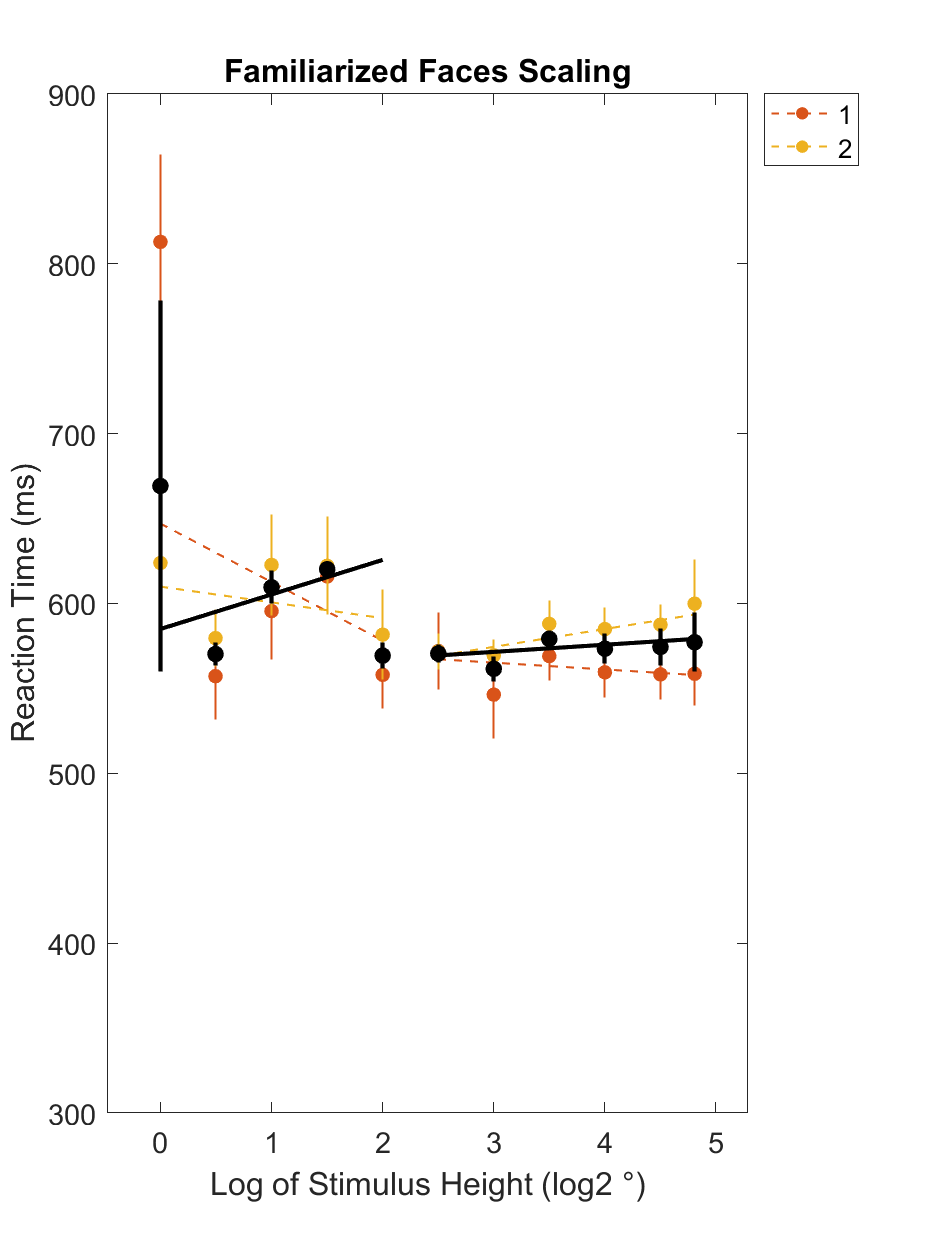 Familiarized Faces Scaling
900
800
700
600
500
400
300
Reaction Time (ms)
0 1 2 3 4 5
Log of Stimulus Height (log2 °)
1
2